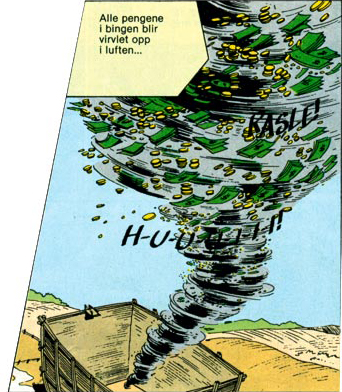 Alle pengene
i bingen blir
virvlet opp
i luften...
RASLE!
H-U-U-I-I-I-I!!